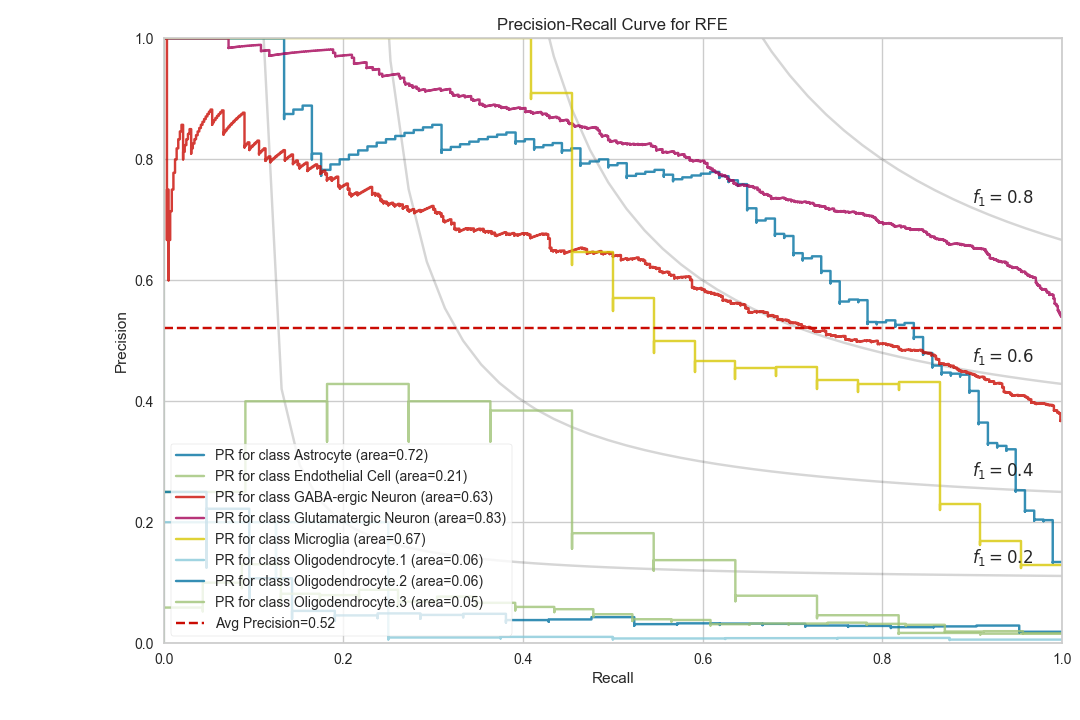 Precision-Recall Curve for RFE
1.0
0.8
0.6
0.4
0.2
0.0
Precision
f1 = 0.8
f1 = 0.6
f1 = 0.4
f1 = 0.2
PR for class Astrocyte (area=0.72)
PR for class Endothelial Cell (area=0.21)
PR for class GABA-ergic Neuron (area=0.63)
PR for class Glutamatergic Neuron (area=0.83)
PR for class Microglia (area=0.67)
PR for class Oligodendrocyte.1 (area=0.06)
PR for class Oligodendrocyte.2 (area=0.06)
PR for class Oligodendrocyte.3 (area=0.05)
Avg Precision=0.52
0.0 0.2 0.4 0.6 0.8 1.0
Recall